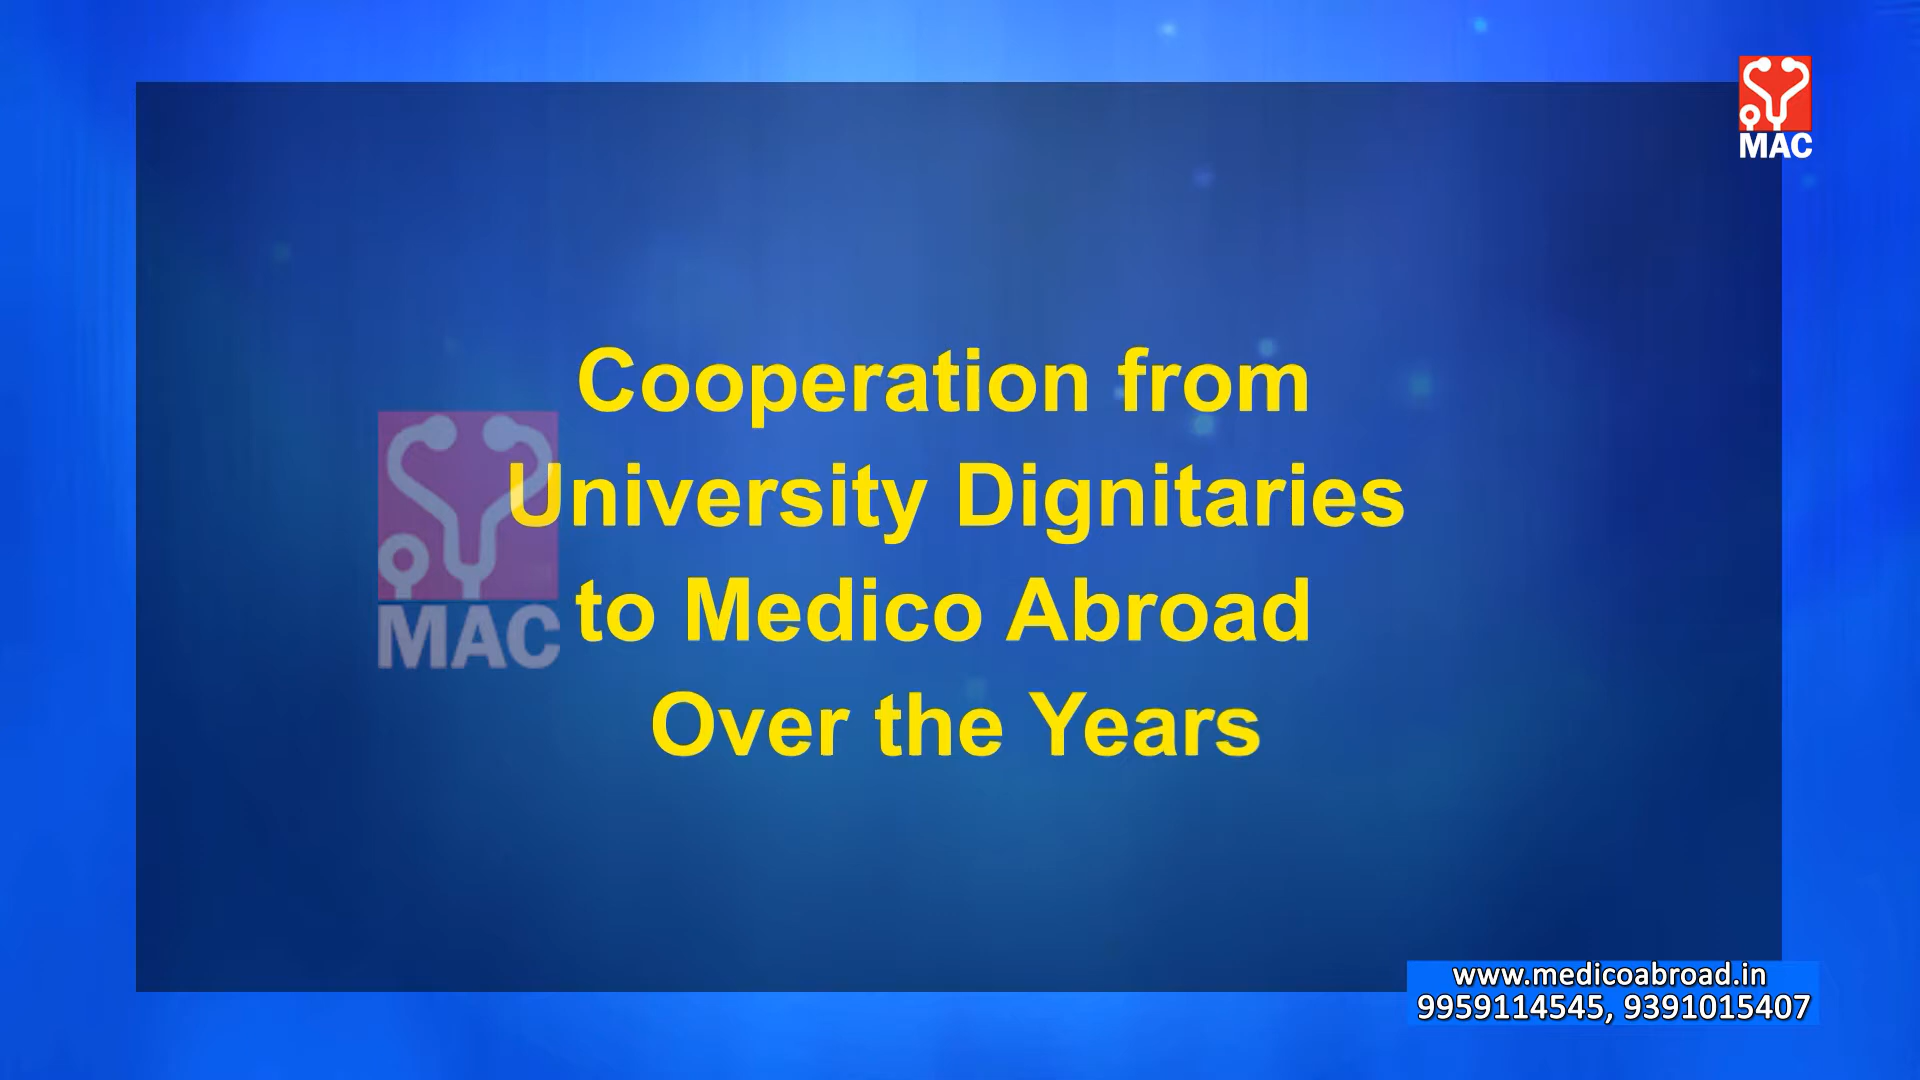 MAC
Cooperation from
University Dignitaries
to Medico Abroad
Over the Years
MAC
www.medicoabroad.in
9959114545, 9391015407